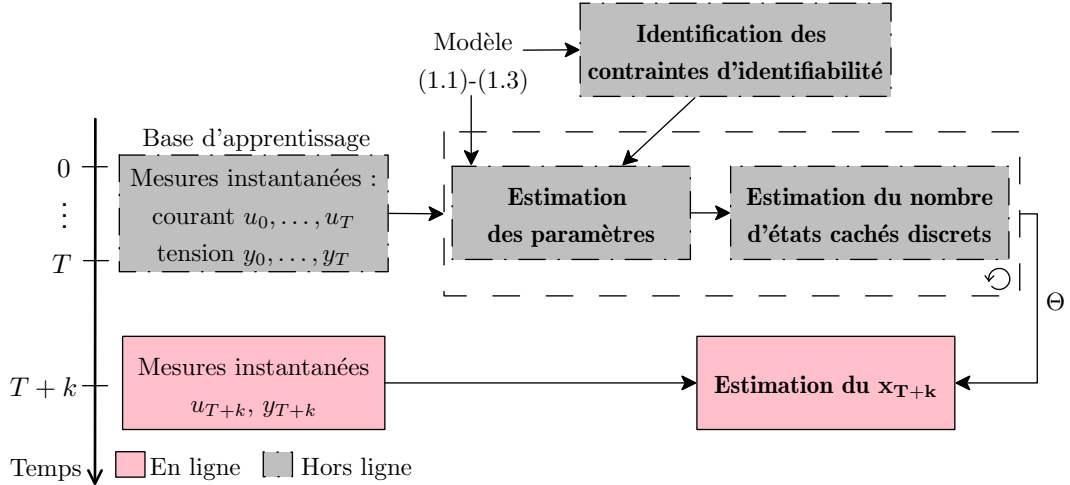 Modèle
(1.1)-(1.3)
Identification des
contraintes d'identifiabilité
Base d'apprentissage
0
⋮
T
Mesures instantanées :
courant u_0, . . . , u_T
tension y_0, . . . , y_T
Estimation
des paramètres
Estimation du nombre
d'états cachés discrets
Θ
T + k
Mesures instantanées
u_{T+k}, y_{T+k}
Estimation du x_{T+k}
Temps
En ligne
Hors ligne